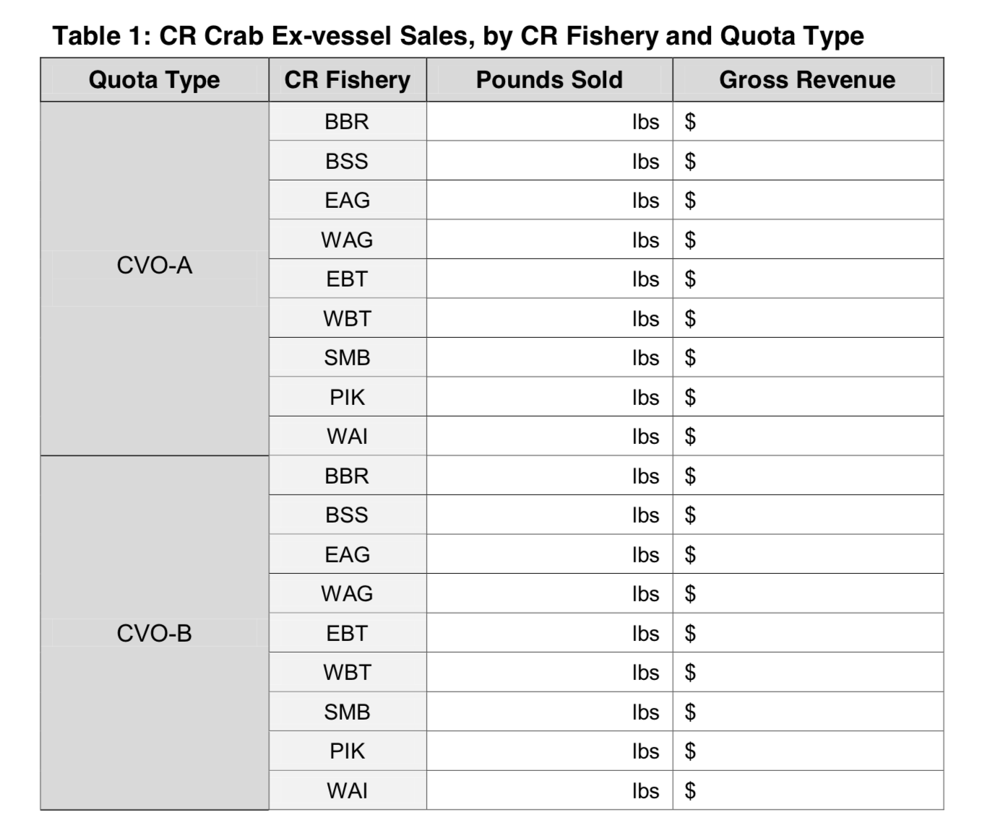 Table 1: CR Crab Ex-vessel Sales, by CR Fishery and Quota Type
Quota Type CR Fishery Pounds Sold Gross Revenue
CVO-A
BBR lbs $
BSS lbs $
EAG lbs $
WAG lbs $
EBT lbs $
WBT lbs $
SMB lbs $
PIK lbs $
WAI lbs $
CVO-B
BBR lbs $
BSS lbs $
EAG lbs $
WAG lbs $
EBT lbs $
WBT lbs $
SMB lbs $
PIK lbs $
WAI lbs $